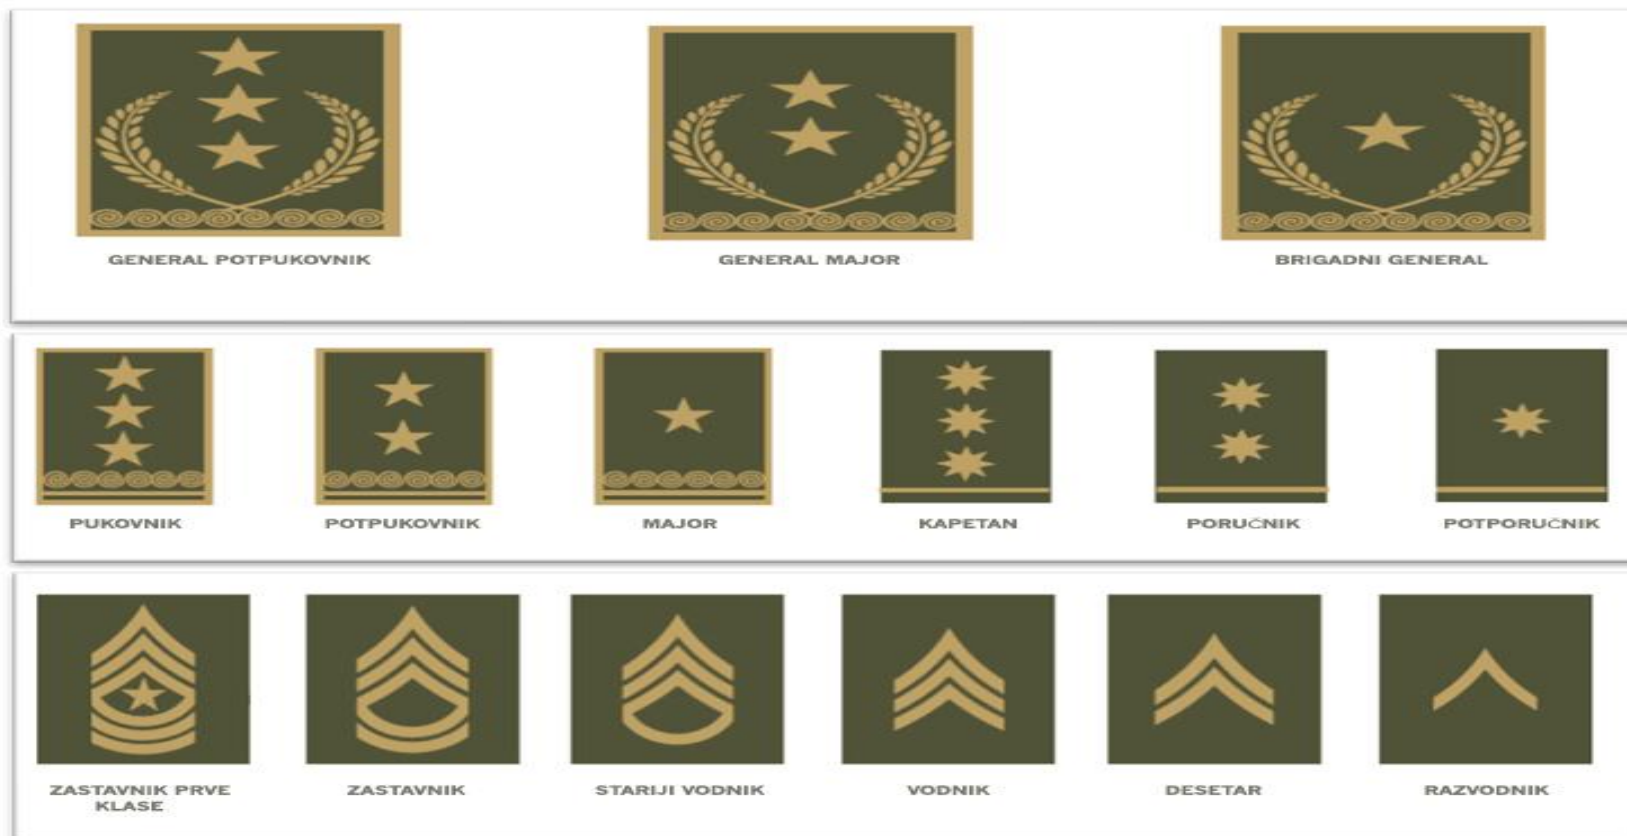 GENERAL POTPUKOVNIK
GENERAL MAJOR
BRIGADNI GENERAL
PUKOVNIK
POTPUKOVNIK
MAJOR
KAPETAN
PORUČNIK
POTPORUČNIK
ZASTAVNIK PRVE
KLASE
ZASTAVNIK
STARIJI VODNIK
VODNIK
DESETAR
RAZVODNIK